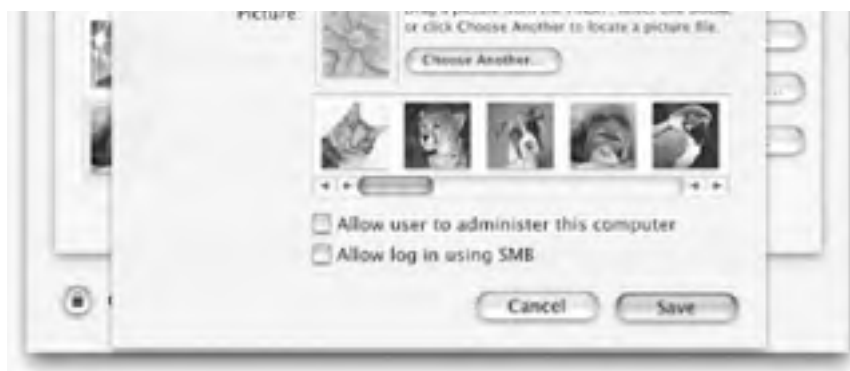 Picture:
or click Choose Another to locate a picture file.
Choose Another...
Allow user to administer this computer
Allow log in using SMB
Cancel
Save